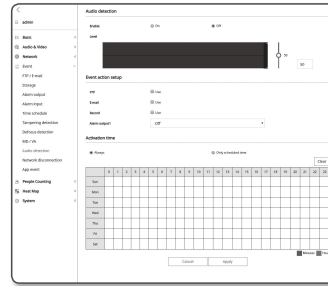 admin
Basic
Audio & Video
Network
Event
FTP / E-mail
Storage
Alarm output
Alarm input
Time schedule
Tampering detection
Defocus detection
MD / VA
Audio detection
Network disconnection
App event
People Counting
Heat Map
System
Audio detection
Enable On Off
Level
50
50
Event action setup
FTP Use
E-mail Use
Record Use
Alarm output1 Off
Activation time
Always Only scheduled time
Clear
0 1 2 3 4 5 6 7 8 9 10 11 12 13 14 15 16 17 18 19 20 21 22 23
Sun
Mon
Tue
Wed
Thu
Fri
Sat
Minutes
Cancel Apply